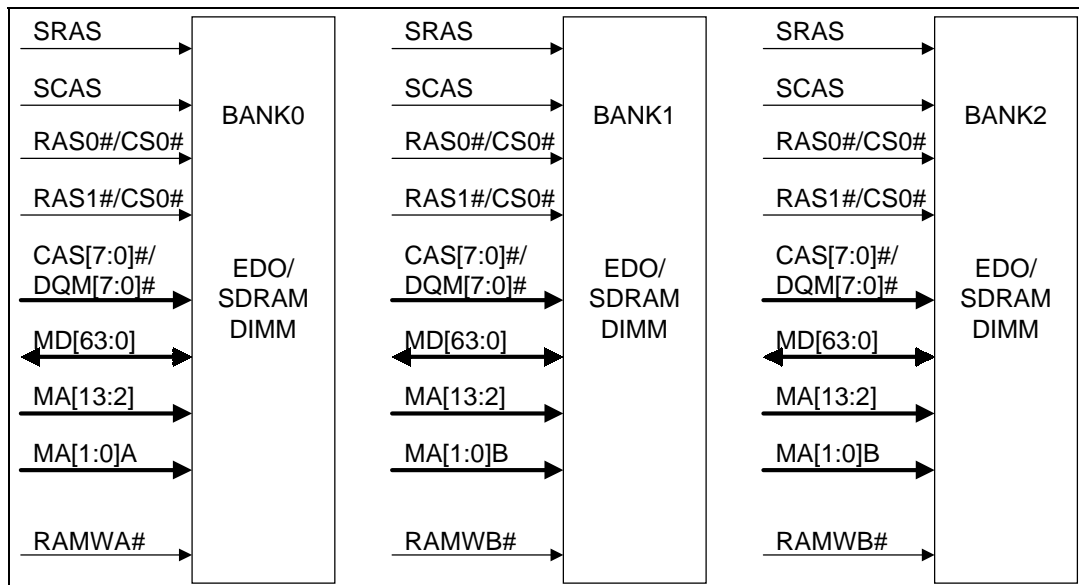 SRAS
SCAS
RAS0#/CS0#
RAS1#/CS0#
CAS[7:0]#/
DQM[7:0]#
MD[63:0]
MA[13:2]
MA[1:0]A
RAMWA#
BANK0
EDO/
SDRAM
DIMM
SRAS
SCAS
RAS0#/CS0#
RAS1#/CS0#
CAS[7:0]#/
DQM[7:0]#
MD[63:0]
MA[13:2]
MA[1:0]B
RAMWB#
BANK1
EDO/
SDRAM
DIMM
SRAS
SCAS
RAS0#/CS0#
RAS1#/CS0#
CAS[7:0]#/
DQM[7:0]#
MD[63:0]
MA[13:2]
MA[1:0]B
RAMWB#
BANK2
EDO/
SDRAM
DIMM